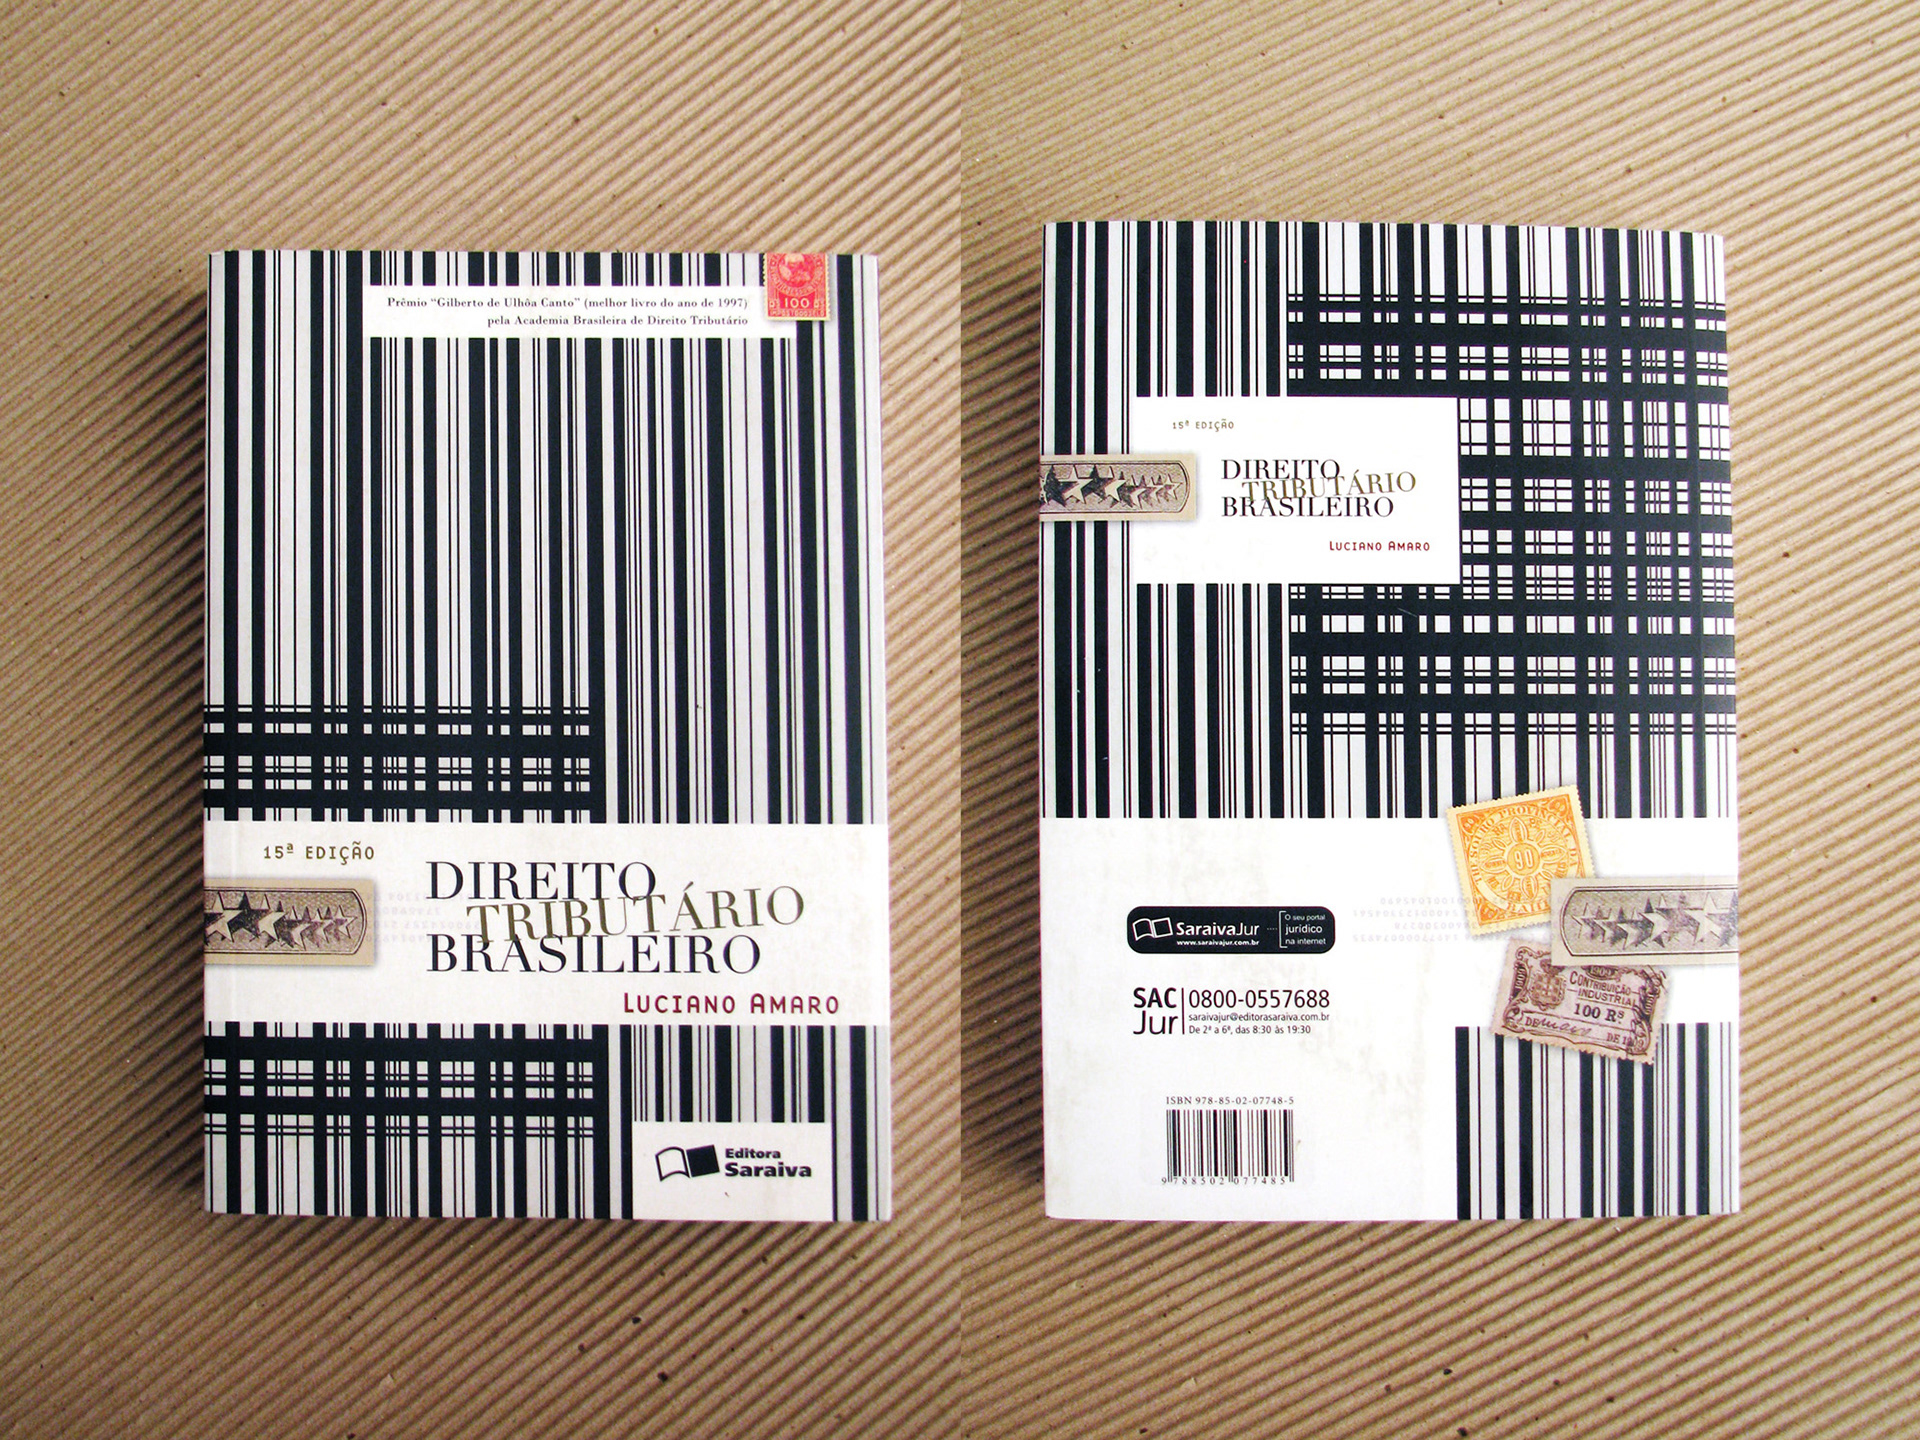 Prêmio “Gilberto de Ulhôa Canto” (melhor livro do ano de 1997)
pela Academia Brasileira de Direito Tributário
100
15ª EDIÇÃO
DIREITO
TRIBUTÁRIO
BRASILEIRO
LUCIANO AMARO
Editora
Saraiva
15ª EDIÇÃO
DIREITO
TRIBUTÁRIO
BRASILEIRO
LUCIANO AMARO
90
SaraivaJur
www.saraivajur.com.br
O seu portal
jurídico
na internet
1909
CONTRIBUIÇÃO
INDUSTRIAL
100 Rs
DE 1909
SAC
Jur
0800-0557688
saraivajur@editorasaraiva.com.br
De 2ª a 6ª, das 8:30 às 19:30
ISBN 978-85-02-07748-5
9 788502 077485